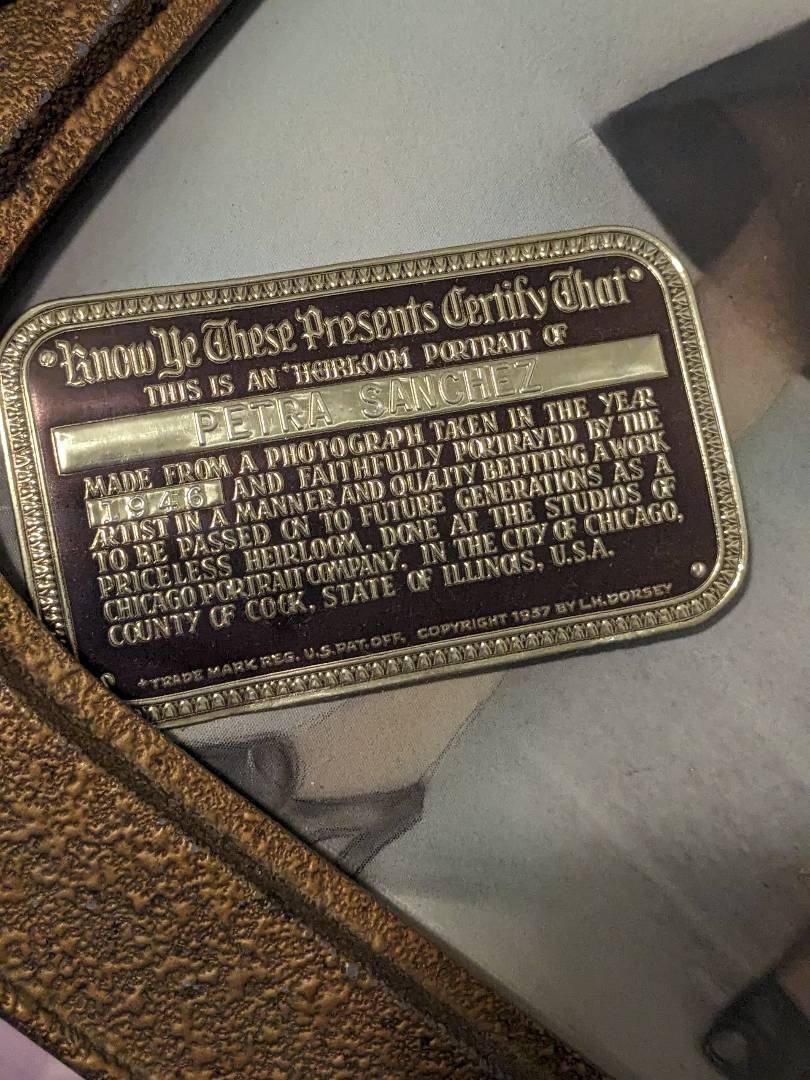 Know Ye These Presents Certify That
THIS IS AN +HEIRLOOM PORTRAIT OF
PETRA SANCHEZ
MADE FROM A PHOTOGRAPH TAKEN IN THE YEAR
1946 AND FAITHFULLY PORTRAYED BY THE
ARTIST IN A MANNER AND QUALITY BEFITTING A WORK
TO BE PASSED ON TO FUTURE GENERATIONS AS A
PRICELESS HEIRLOOM. DONE AT THE STUDIOS OF
CHICAGO PORTRAIT COMPANY, IN THE CITY OF CHICAGO,
COUNTY OF COOK, STATE OF ILLINOIS, U.S.A.
+TRADE MARK REG. U.S. PAT. OFF. COPYRIGHT 1937 BY L.H. DORSEY